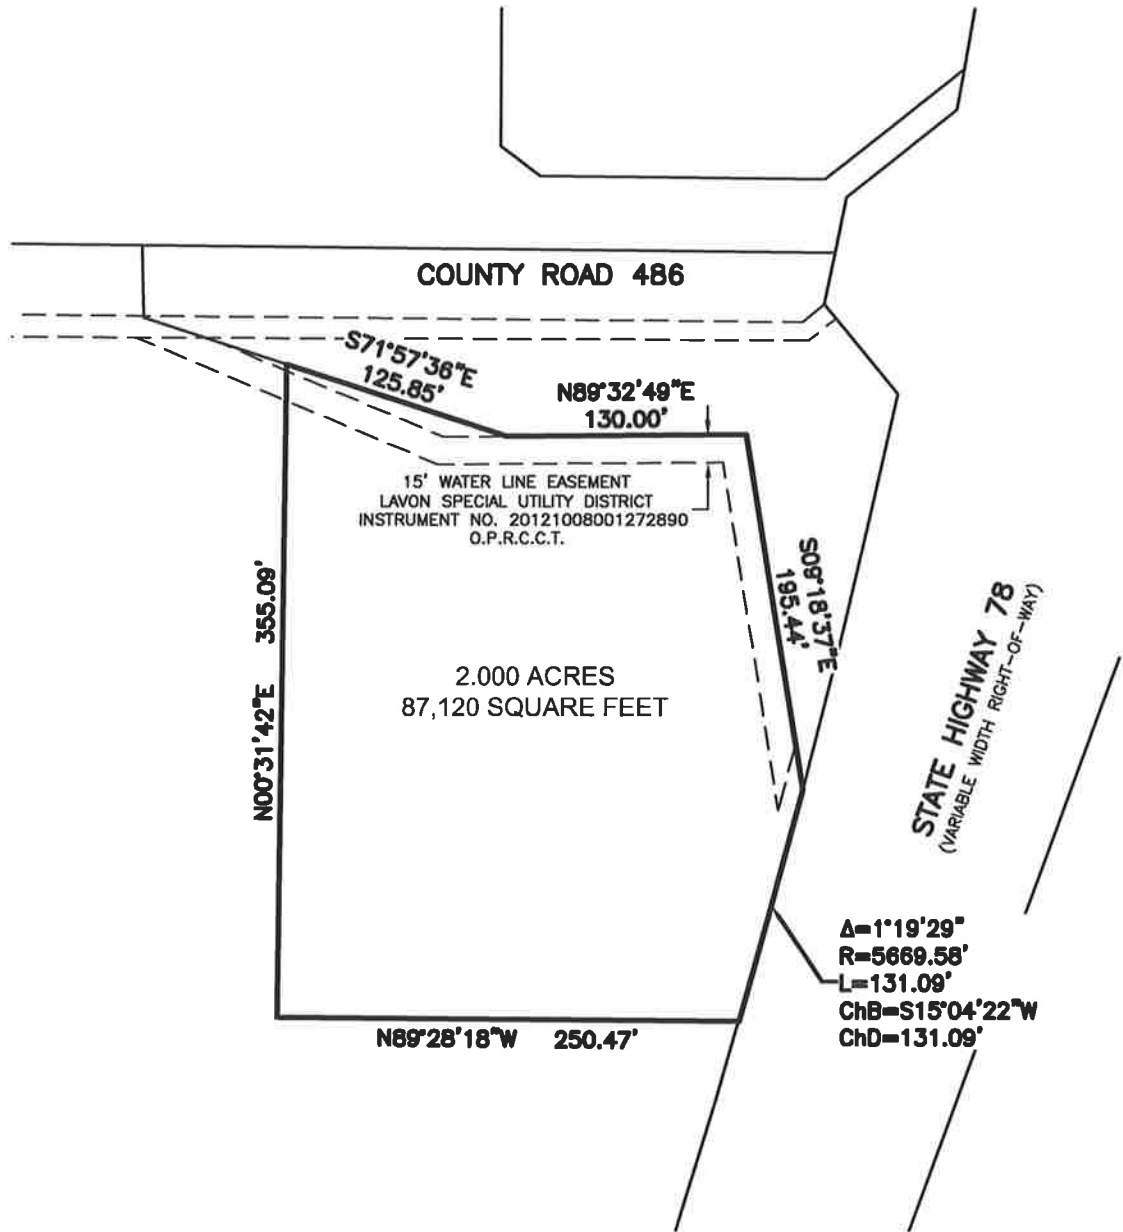 COUNTY ROAD 486
S71°57'36"E
125.85'
N89°32'49"E
130.00'
15' WATER LINE EASEMENT
LAVON SPECIAL UTILITY DISTRICT
INSTRUMENT NO. 20121008001272890
O.P.R.C.C.T.
S09°18'37"E
195.44'
N00°31'42"E 355.09'
2.000 ACRES
87,120 SQUARE FEET
STATE HIGHWAY 78
(VARIABLE WIDTH RIGHT-OF-WAY)
Δ=1°19'29"
R=5669.58'
L=131.09'
ChB=S15°04'22"W
ChD=131.09'
N89°28'18"W 250.47'